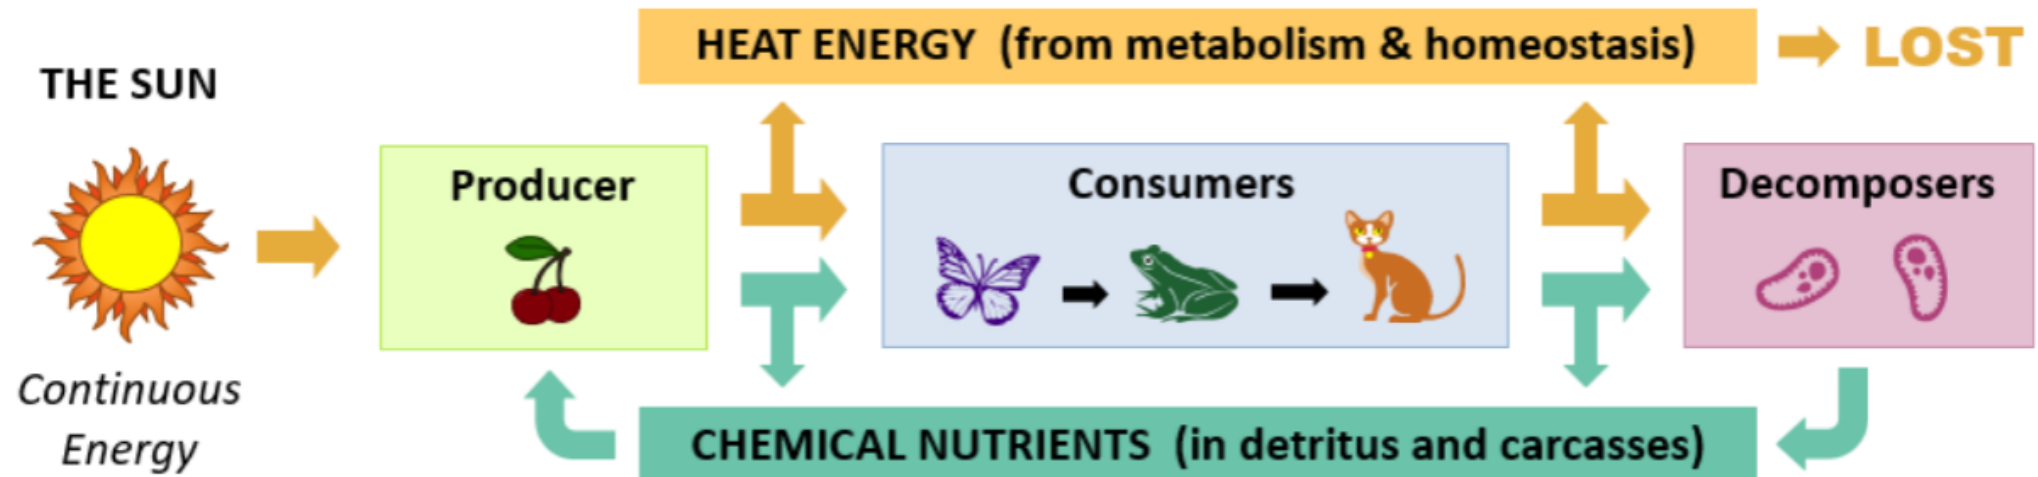 HEAT ENERGY (from metabolism & homeostasis)
LOST
THE SUN
Producer
Consumers
Decomposers
Continuous
Energy
CHEMICAL NUTRIENTS (in detritus and carcasses)